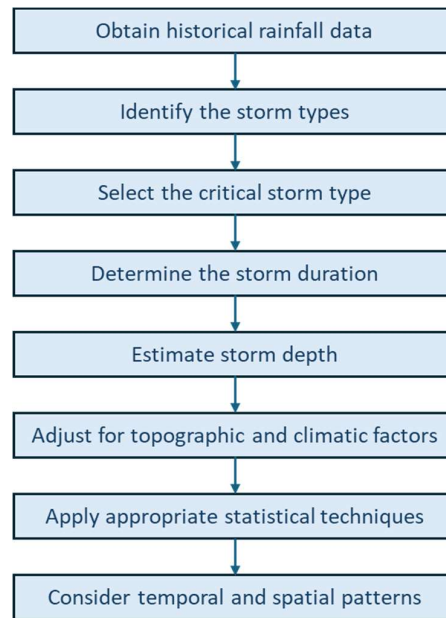 Obtain historical rainfall data
Identify the storm types
Select the critical storm type
Determine the storm duration
Estimate storm depth
Adjust for topographic and climatic factors
Apply appropriate statistical techniques
Consider temporal and spatial patterns